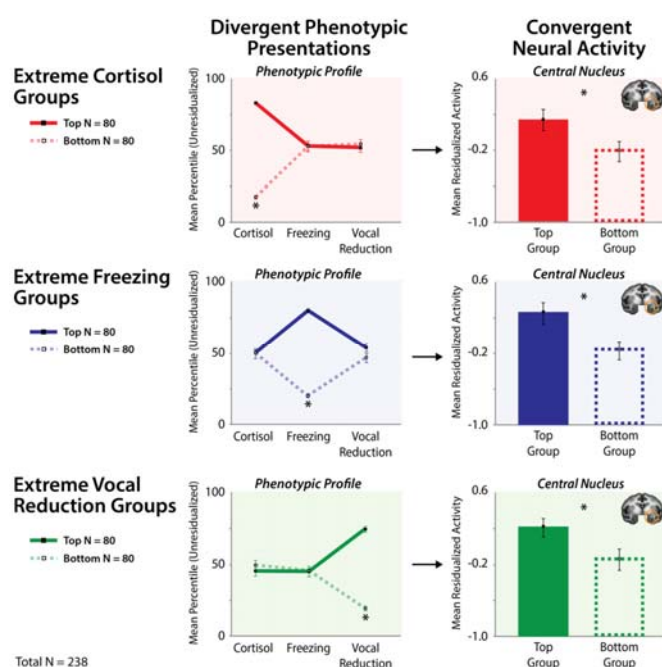 Divergent Phenotypic
Presentations
Convergent
Neural Activity
Extreme Cortisol
Groups
Top N = 80
Bottom N = 80
Phenotypic Profile
Mean Percentile (Unresidualized)
100
50
0
Cortisol Freezing Vocal
Reduction
*
Central Nucleus
Mean Residualized Activity
0.6
-0.2
-1.0
*
Top
Group
Bottom
Group
Extreme Freezing
Groups
Top N = 80
Bottom N = 80
Phenotypic Profile
Mean Percentile (Unresidualized)
100
50
0
Cortisol Freezing Vocal
Reduction
*
Central Nucleus
Mean Residualized Activity
0.6
-0.2
-1.0
*
Top
Group
Bottom
Group
Extreme Vocal
Reduction Groups
Top N = 80
Bottom N = 80
Phenotypic Profile
Mean Percentile (Unresidualized)
100
50
0
Cortisol Freezing Vocal
Reduction
*
Central Nucleus
Mean Residualized Activity
0.6
-0.2
-1.0
*
Top
Group
Bottom
Group
Total N = 238